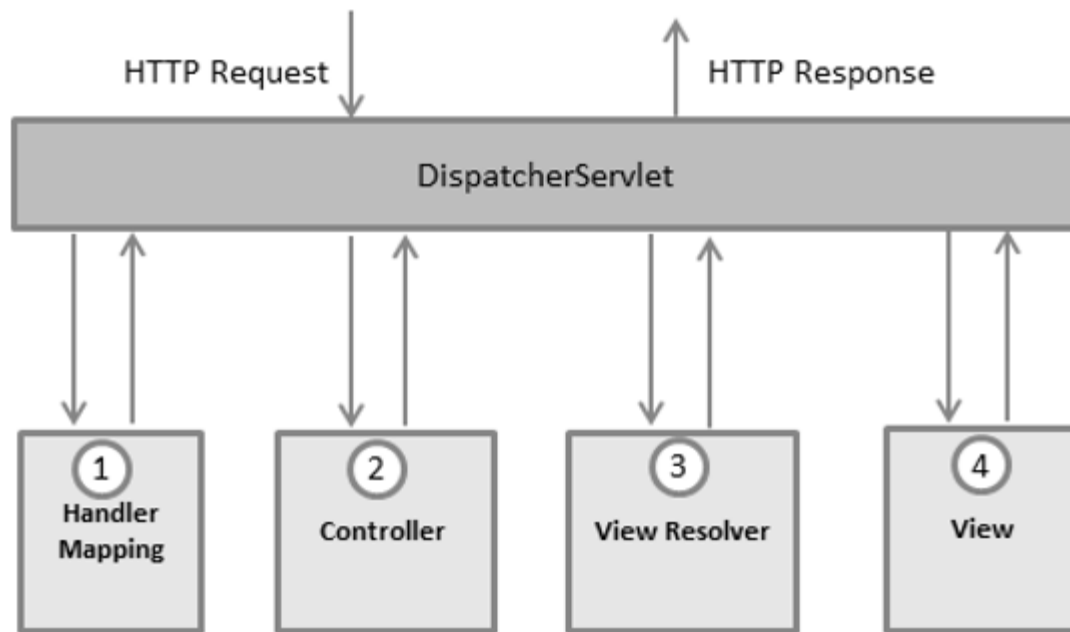 HTTP Request
HTTP Response
DispatcherServlet
1
Handler
Mapping
2
Controller
3
View Resolver
4
View